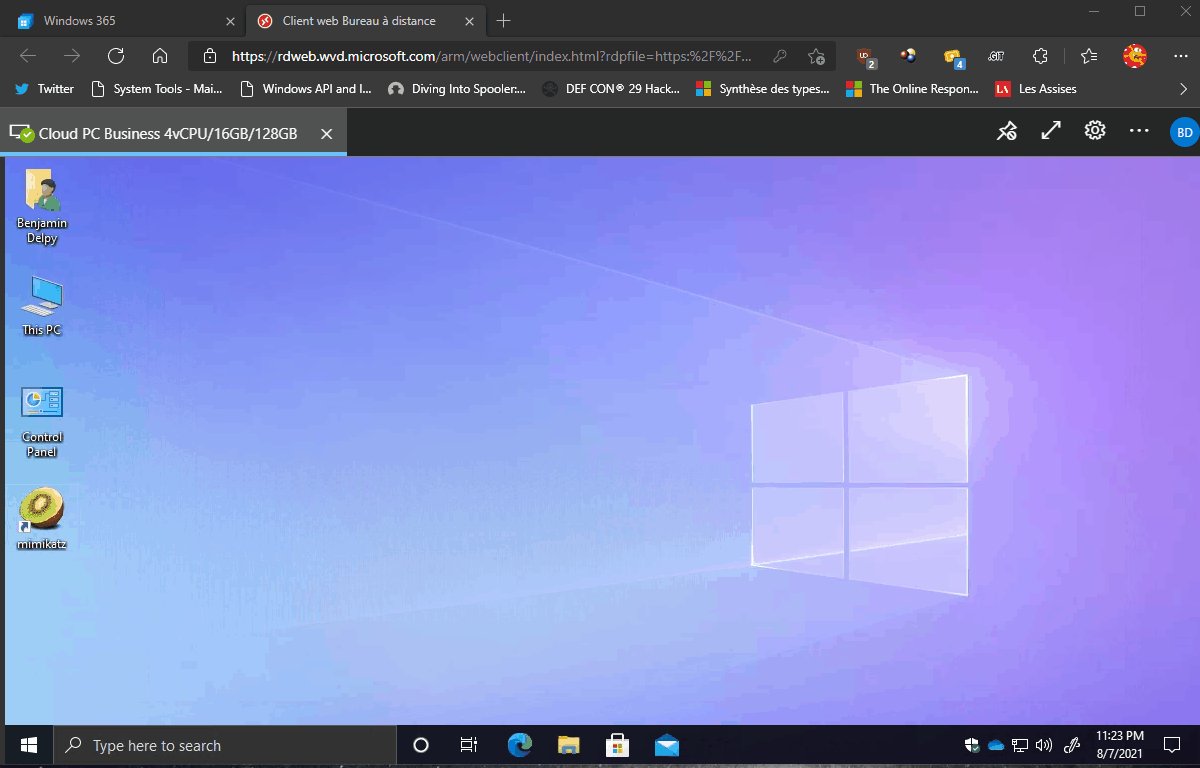 Windows 365
Client web Bureau à distance
https://rdweb.wvd.microsoft.com/arm/webclient/index.html?rdpfile=https:%2F%2F...
2
4
Twitter
System Tools - Mai...
Windows API and I...
Diving Into Spooler:...
DEF CON® 29 Hack...
Synthèse des types...
The Online Respon...
LA
Les Assises
Cloud PC Business 4vCPU/16GB/128GB
BD
Benjamin
Delpy
This PC
Control
Panel
mimikatz
Type here to search
11:23 PM
8/7/2021